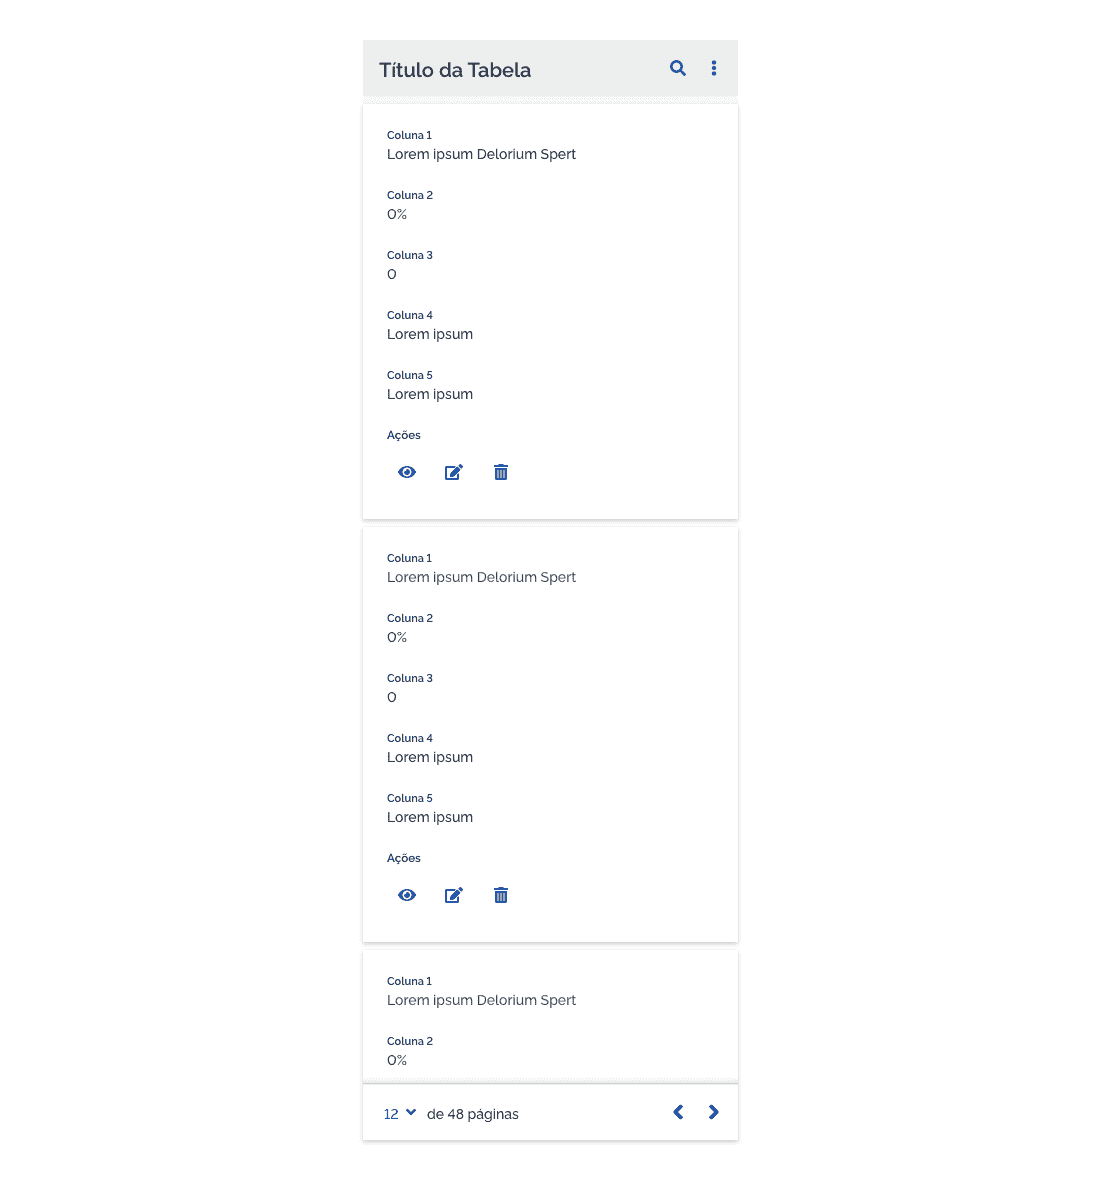 Título da Tabela
Coluna 1
Lorem ipsum Delorium Spert
Coluna 2
0%
Coluna 3
0
Coluna 4
Lorem ipsum
Coluna 5
Lorem ipsum
Ações
Coluna 1
Lorem ipsum Delorium Spert
Coluna 2
0%
Coluna 3
0
Coluna 4
Lorem ipsum
Coluna 5
Lorem ipsum
Ações
Coluna 1
Lorem ipsum Delorium Spert
Coluna 2
0%
12 de 48 páginas